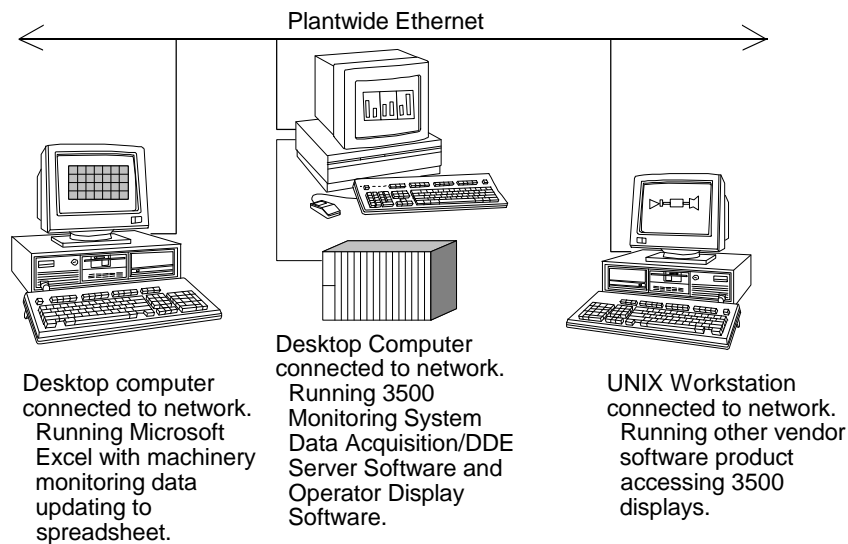 Plantwide Ethernet
Desktop computer
connected to network.
Running Microsoft
Excel with machinery
monitoring data
updating to
spreadsheet.
Desktop Computer
connected to network.
Running 3500
Monitoring System
Data Acquisition/DDE
Server Software and
Operator Display
Software.
UNIX Workstation
connected to network.
Running other vendor
software product
accessing 3500
displays.